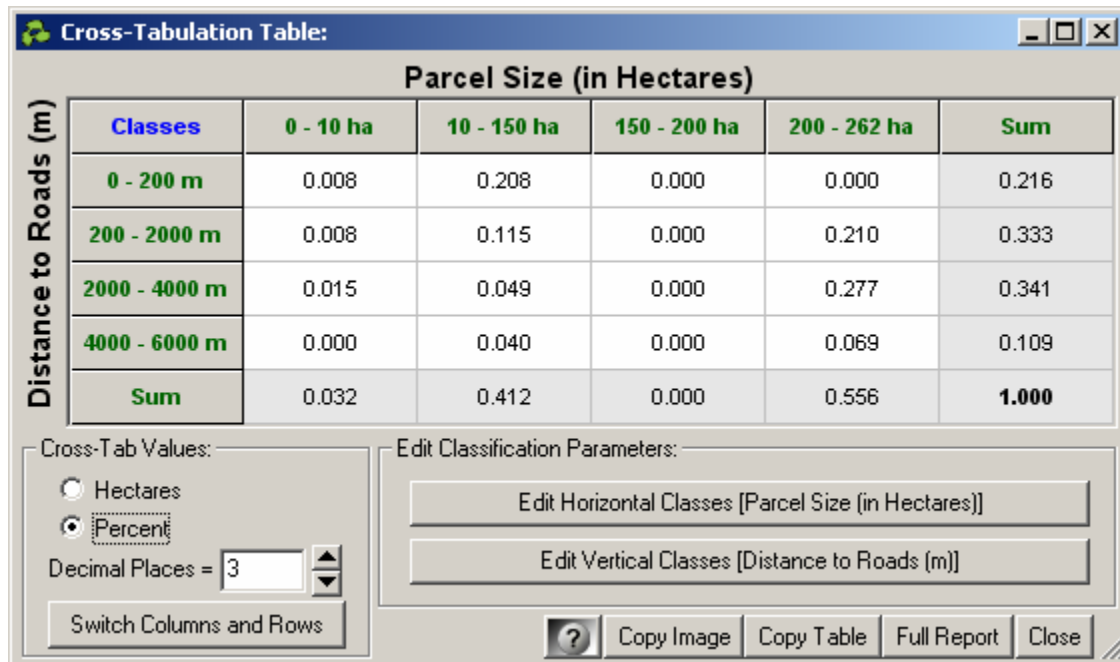 Cross-Tabulation Table:
Parcel Size (in Hectares)
Distance to Roads (m)
Classes 0 - 10 ha 10 - 150 ha 150 - 200 ha 200 - 262 ha Sum
0 - 200 m 0.008 0.208 0.000 0.000 0.216
200 - 2000 m 0.008 0.115 0.000 0.210 0.333
2000 - 4000 m 0.015 0.049 0.000 0.277 0.341
4000 - 6000 m 0.000 0.040 0.000 0.069 0.109
Sum 0.032 0.412 0.000 0.556 1.000
Cross-Tab Values:
Hectares
Percent
Decimal Places = 3
Switch Columns and Rows
Edit Classification Parameters:
Edit Horizontal Classes [Parcel Size (in Hectares)]
Edit Vertical Classes [Distance to Roads (m)]
? Copy Image Copy Table Full Report Close